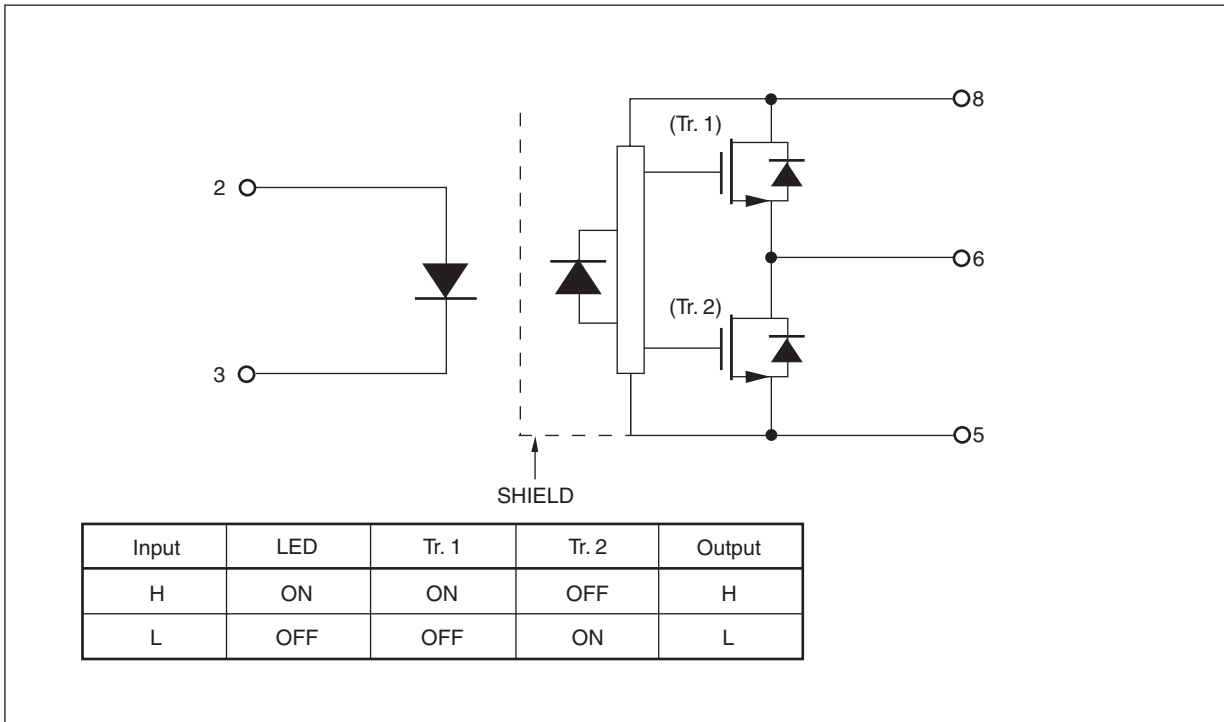 8
(Tr. 1)
2
6
(Tr. 2)
3
5
SHIELD
Input LED Tr. 1 Tr. 2 Output
H ON ON OFF H
L OFF OFF ON L